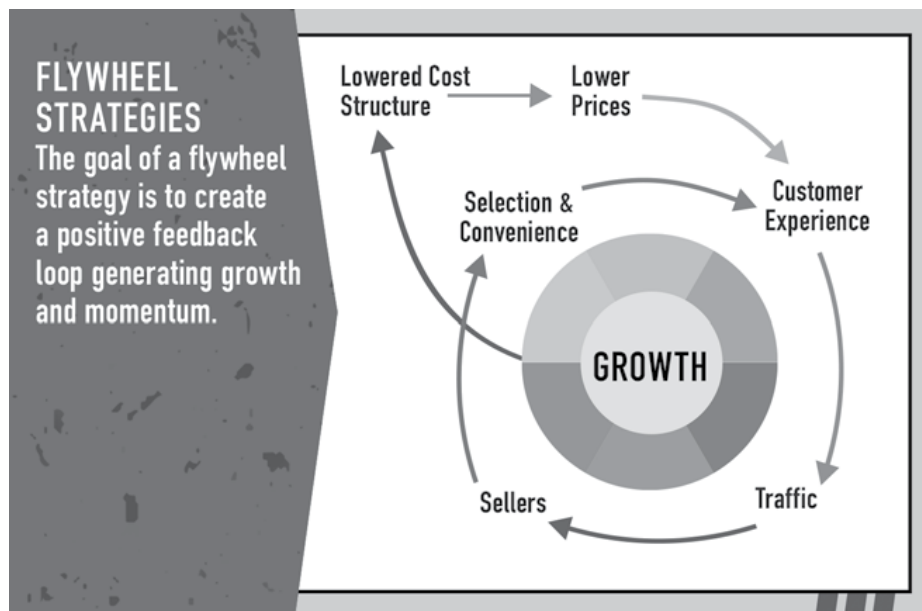 FLYWHEEL
STRATEGIES
The goal of a flywheel
strategy is to create
a positive feedback
loop generating growth
and momentum.
Lowered Cost
Structure
Lower
Prices
Selection &
Convenience
Customer
Experience
GROWTH
Sellers
Traffic